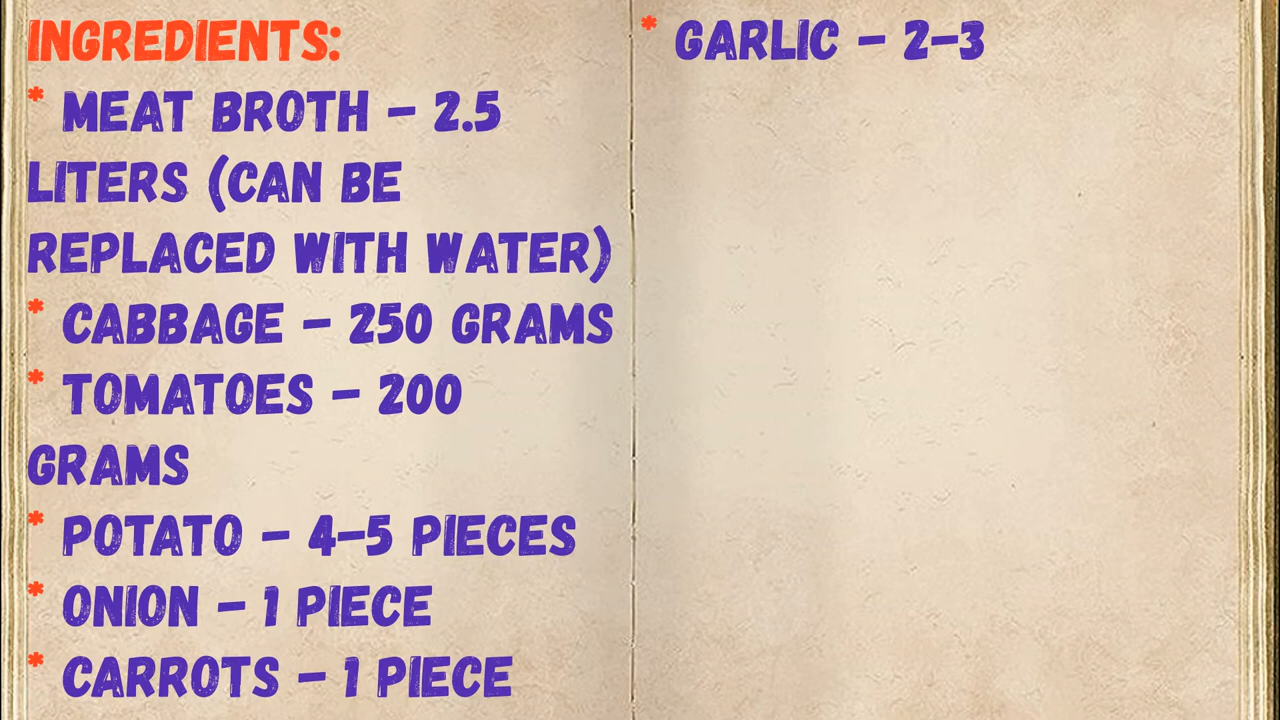 INGREDIENTS:
* MEAT BROTH – 2.5
LITERS (CAN BE
REPLACED WITH WATER)
* CABBAGE – 250 GRAMS
* TOMATOES – 200
GRAMS
* POTATO – 4–5 PIECES
* ONION – 1 PIECE
* CARROTS – 1 PIECE
* GARLIC – 2–3